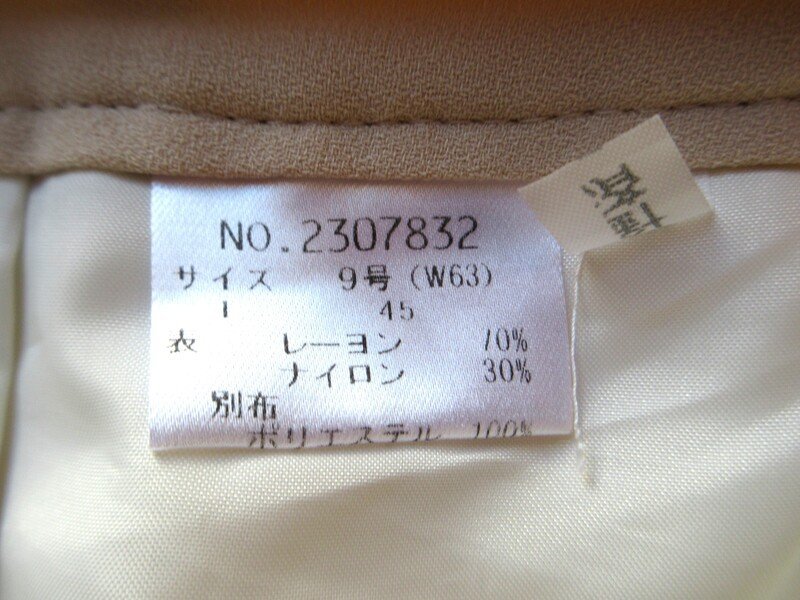 NO.2307832
サイズ 9号(W63)
I 45
表 レーヨン 70%
ナイロン 30%
別布
ポリエステル 100%